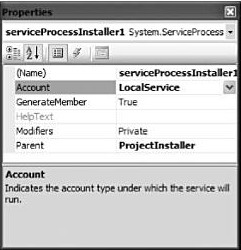 Properties
serviceProcessInstaller1 System.ServiceProcess
(Name) serviceProcessInstaller1
Account LocalService
GenerateMember True
HelpText
Modifiers Private
Parent ProjectInstaller
Account
Indicates the account type under which the service will
run.